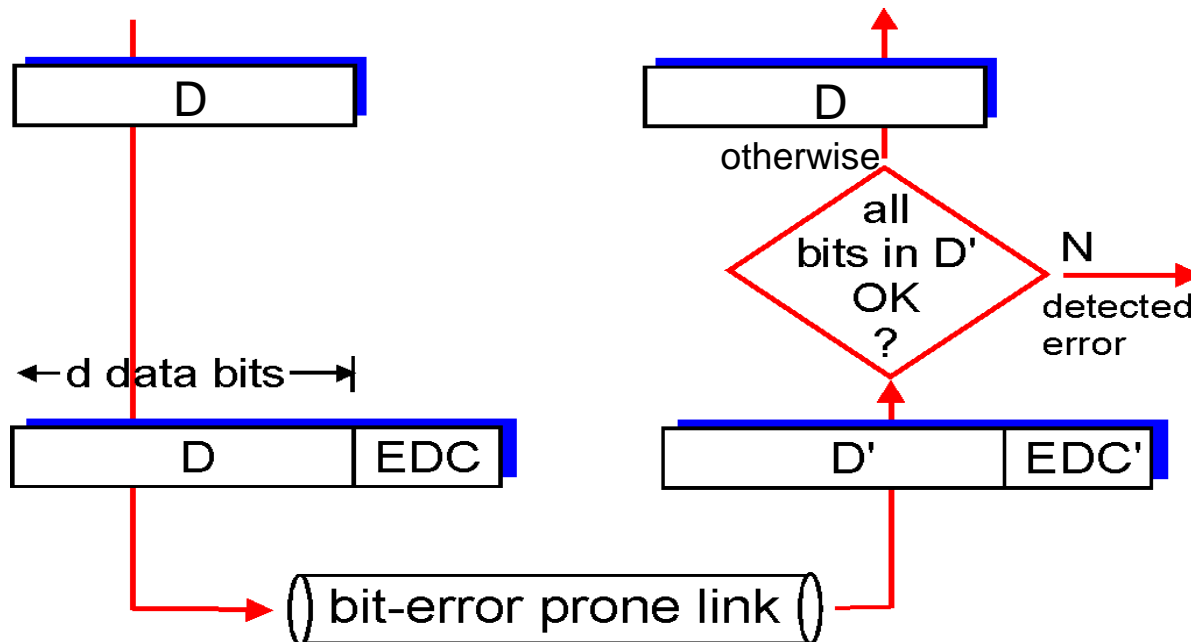 D
d data bits
D
EDC
bit-error prone link
D'
EDC'
all
bits in D'
OK
?
N
detected
error
otherwise
D